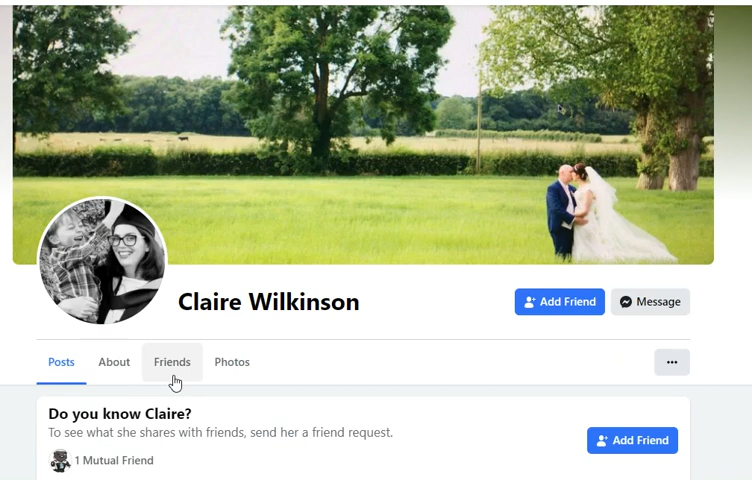 Claire Wilkinson
Add Friend
Message
Posts
About
Friends
Photos
Do you know Claire?
To see what she shares with friends, send her a friend request.
Add Friend
1 Mutual Friend